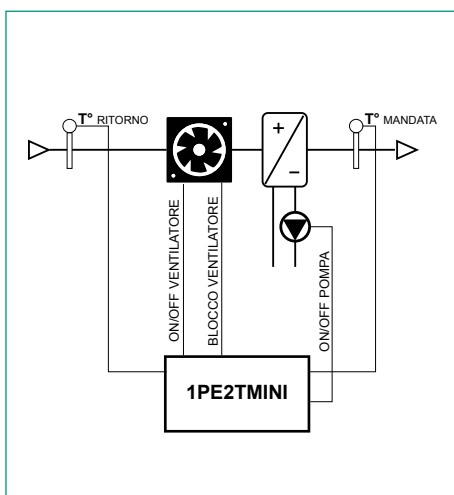 T° RITORNO
T° MANDATA
+
−
ON/OFF VENTILATORE
BLOCCO VENTILATORE
ON/OFF POMPA
1PE2TMINI